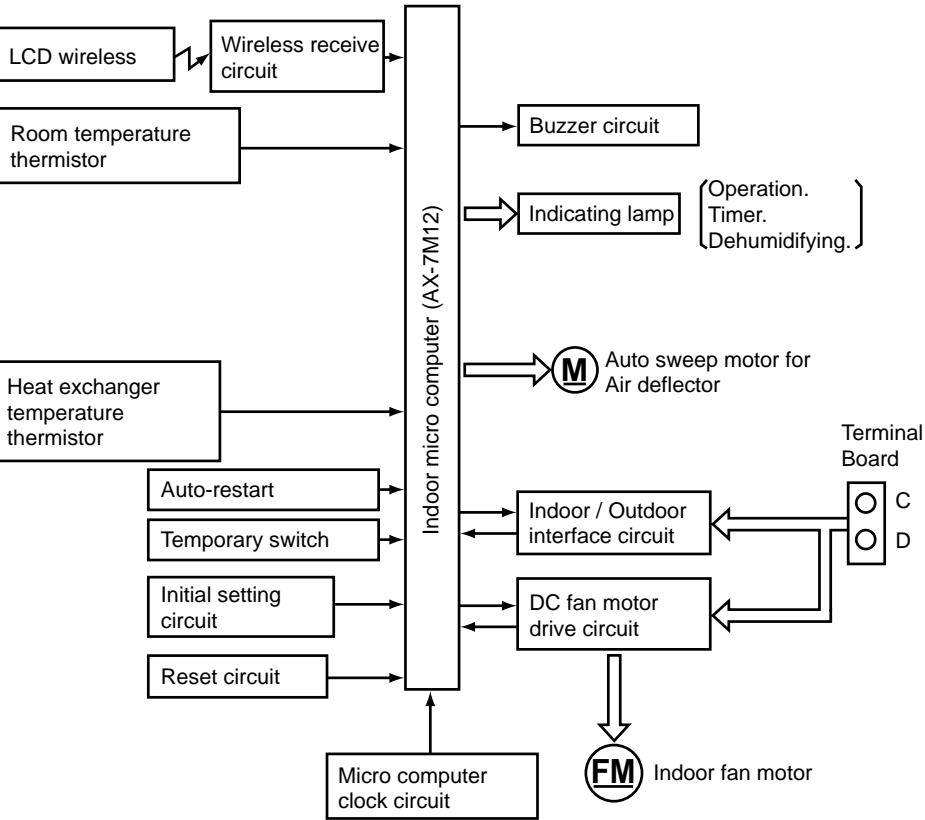 LCD wireless
Wireless receive
circuit
Room temperature
thermistor
Buzzer circuit
Indicating lamp
Operation.
Timer.
Dehumidifying.
Indoor micro computer (AX-7M12)
M
Auto sweep motor for
Air deflector
Heat exchanger
temperature
thermistor
Terminal
Board
C
D
Auto-restart
Indoor / Outdoor
interface circuit
Temporary switch
Initial setting
circuit
DC fan motor
drive circuit
Reset circuit
FM
Indoor fan motor
Micro computer
clock circuit